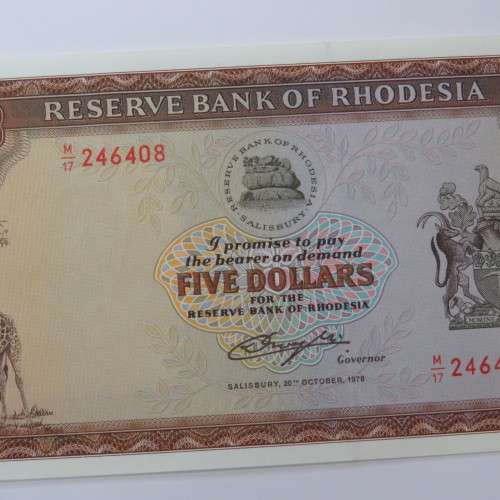 RESERVE BANK OF RHODESIA
M/17 246408
RESERVE BANK OF RHODESIA
SALISBURY
I promise to pay
the bearer on demand
FIVE DOLLARS
FOR THE
RESERVE BANK OF RHODESIA
Governor
SALISBURY, 20TH OCTOBER, 1978
M/17 2464